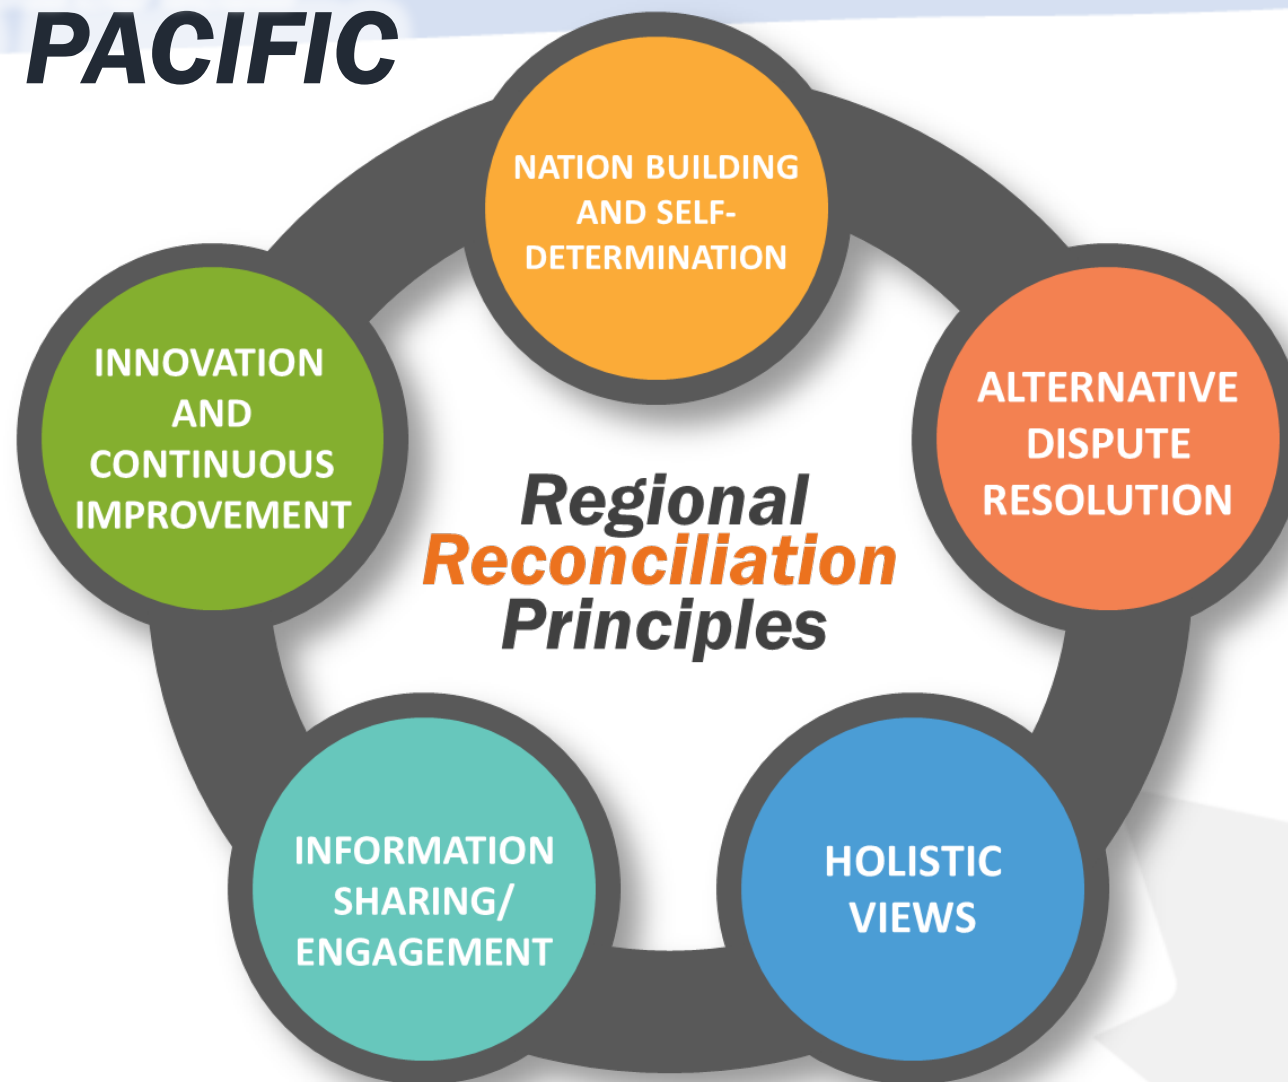 PACIFIC
NATION BUILDING
AND SELF-
DETERMINATION
INNOVATION
AND
CONTINUOUS
IMPROVEMENT
ALTERNATIVE
DISPUTE
RESOLUTION
Regional
Reconciliation
Principles
INFORMATION
SHARING/
ENGAGEMENT
HOLISTIC
VIEWS